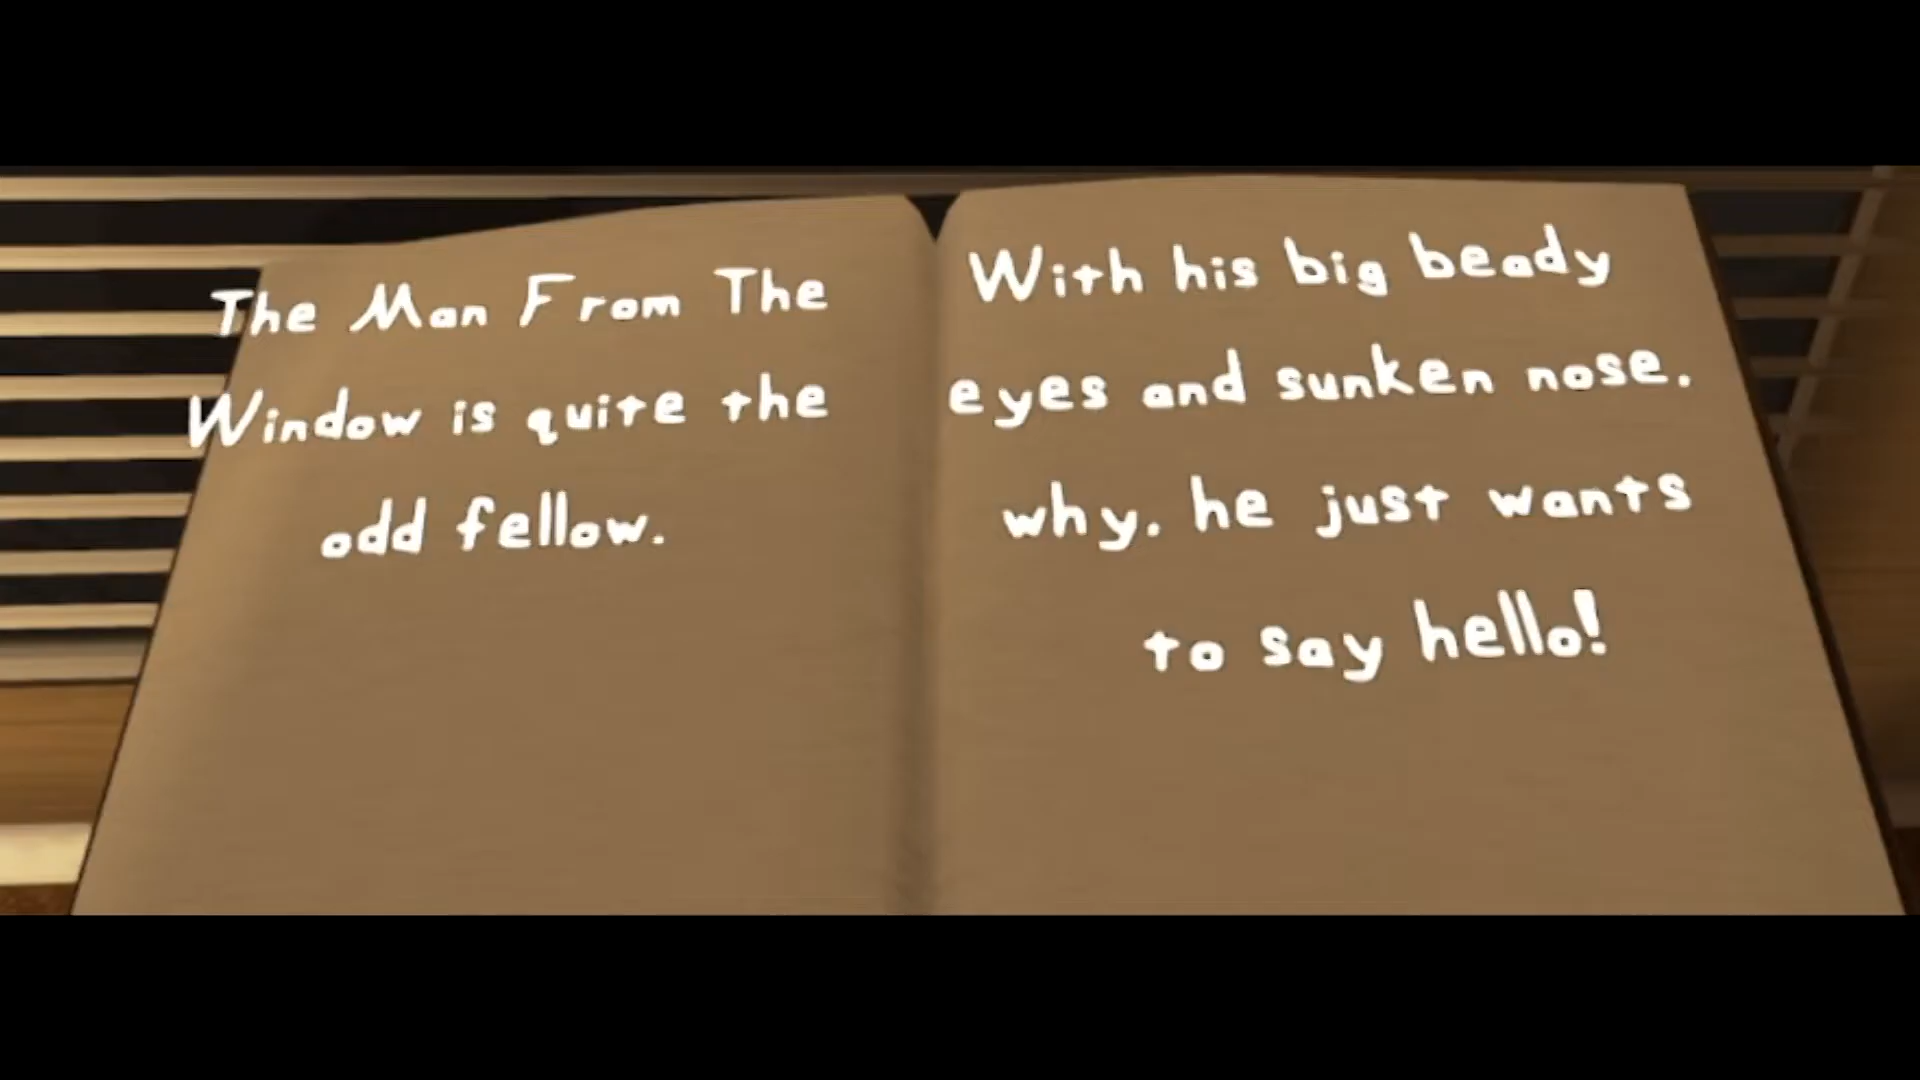 The Man From The
Window is quite the
odd fellow.
With his big beady
eyes and sunken nose.
why. he just wants
to say hello!